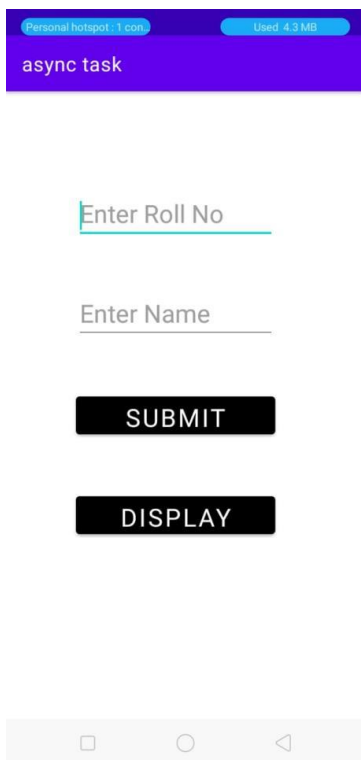 Personal hotspot : 1 con..
Used 4.3 MB
async task
Enter Roll No
Enter Name
SUBMIT
DISPLAY